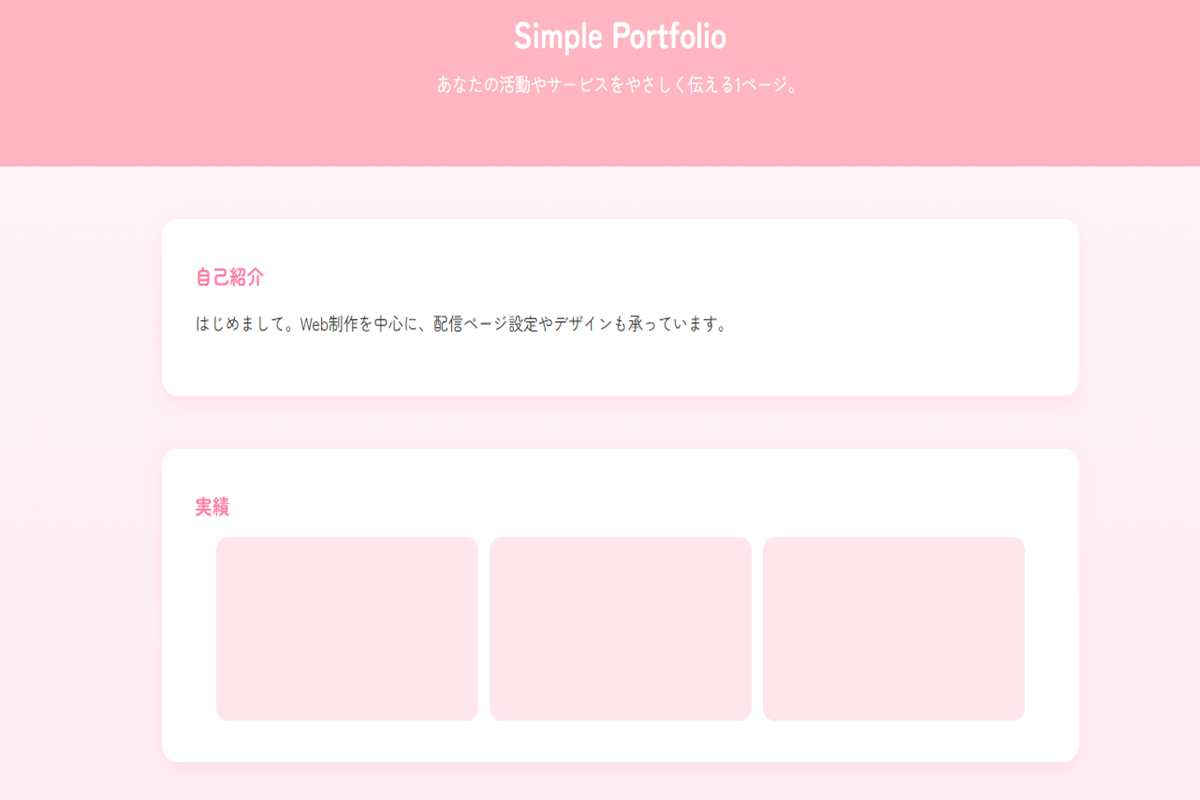 Simple Portfolio
あなたの活動やサービスをやさしく伝える1ページ。
自己紹介
はじめまして。Web制作を中心に、配信ページ設定やデザインも承っています。
実績